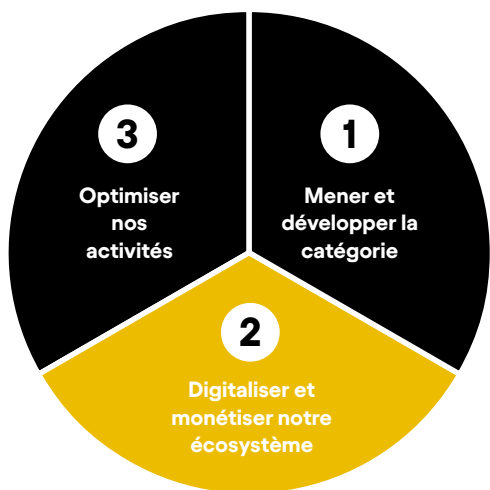 1
Mener et
développer la
catégorie
2
Digitaliser et
monétiser notre
écosystème
3
Optimiser
nos
activités